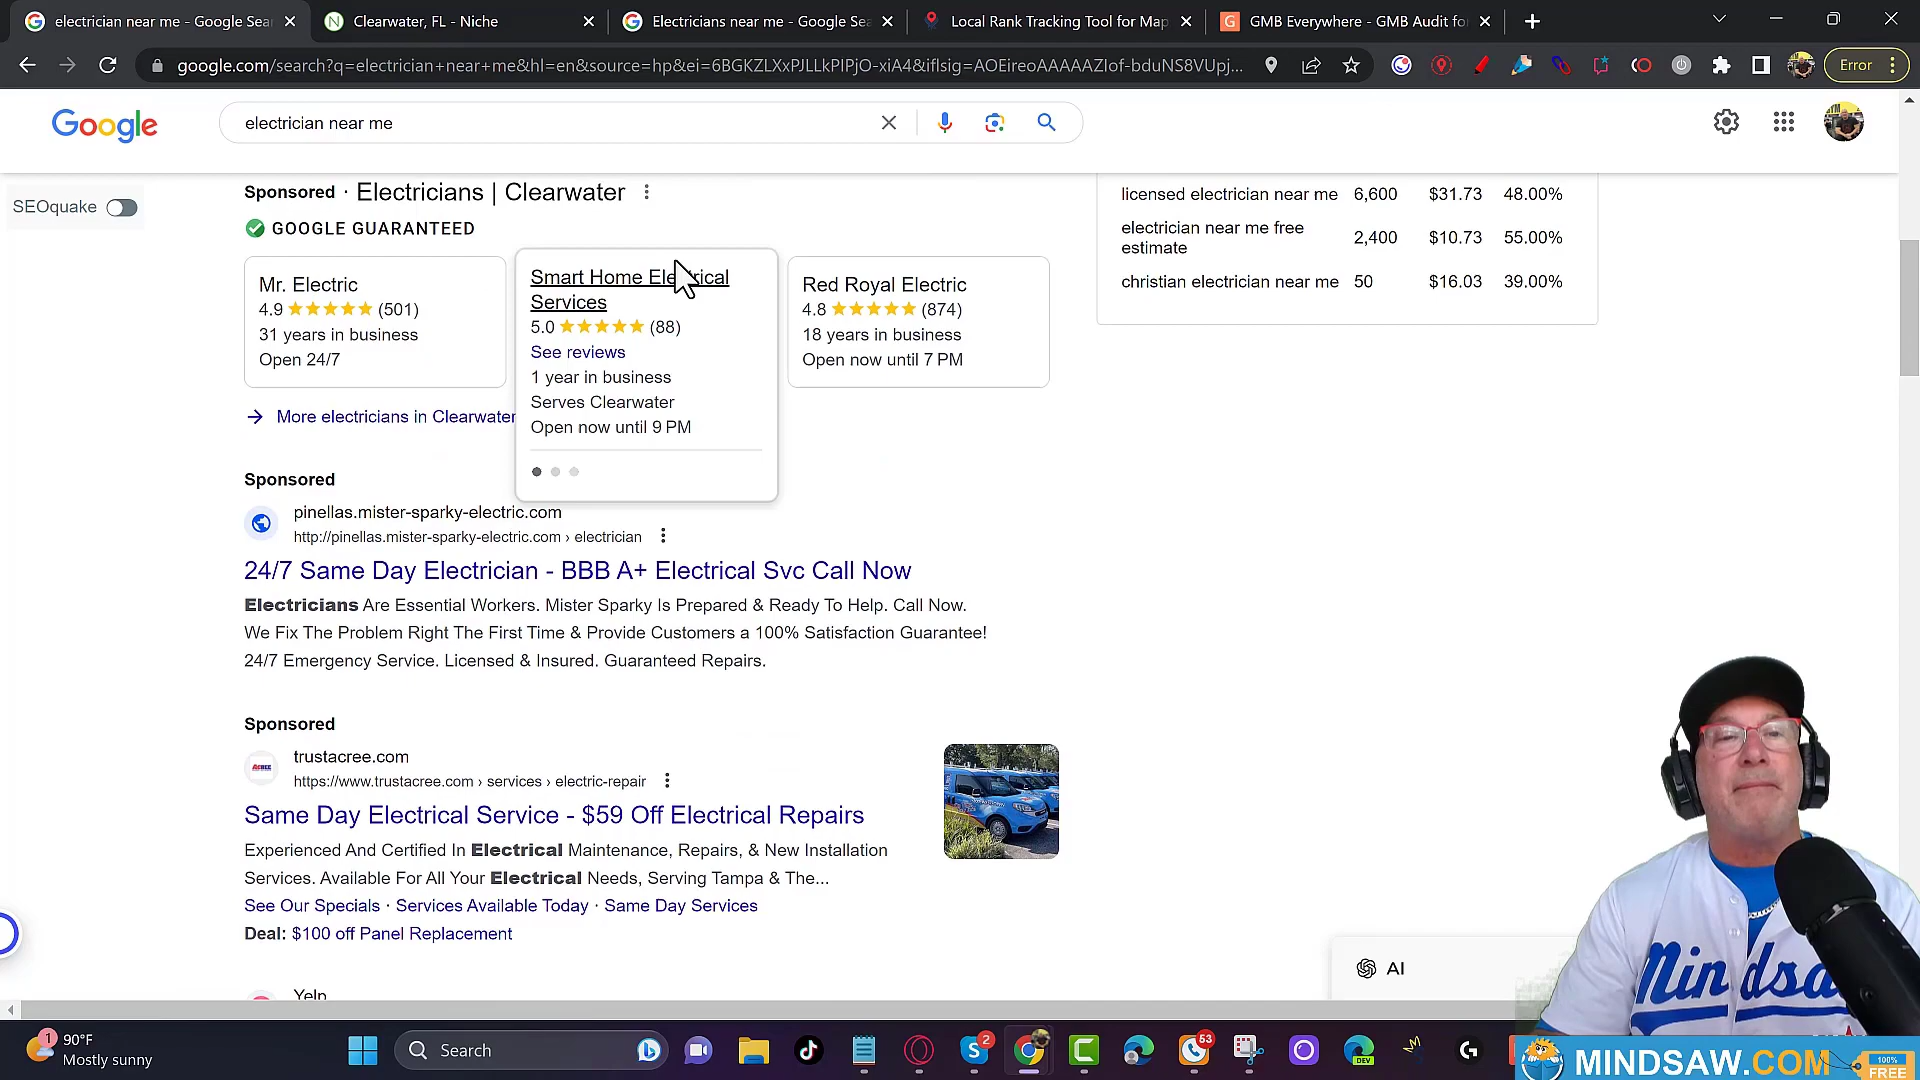 electrician near me - Google Sea
Clearwater, FL - Niche
Electricians near me - Google Sea
Local Rank Tracking Tool for Map
G
GMB Everywhere - GMB Audit fo
google.com/search?q=electrician+near+me&hl=en&source=hp&ei=6BGKZLXxPJLLkPIPjO-xiA4&iflsig=AOEireoAAAAAZIof-bduNS8VUpj...
Error
Google
electrician near me
SEOquake
Sponsored · Electricians | Clearwater
GOOGLE GUARANTEED
Mr. Electric
4.9 (501)
31 years in business
Open 24/7
Smart Home Electrical
Services
5.0 (88)
See reviews
1 year in business
Serves Clearwater
Open now until 9 PM
Red Royal Electric
4.8 (874)
18 years in business
Open now until 7 PM
More electricians in Clearwater
licensed electrician near me 6,600 $31.73 48.00%
electrician near me free
estimate 2,400 $10.73 55.00%
christian electrician near me 50 $16.03 39.00%
Sponsored
pinellas.mister-sparky-electric.com
http://pinellas.mister-sparky-electric.com › electrician
24/7 Same Day Electrician - BBB A+ Electrical Svc Call Now
Electricians Are Essential Workers. Mister Sparky Is Prepared & Ready To Help. Call Now.
We Fix The Problem Right The First Time & Provide Customers a 100% Satisfaction Guarantee!
24/7 Emergency Service. Licensed & Insured. Guaranteed Repairs.
Sponsored
ACREE
trustacree.com
https://www.trustacree.com › services › electric-repair
Same Day Electrical Service - $59 Off Electrical Repairs
Experienced And Certified In Electrical Maintenance, Repairs, & New Installation
Services. Available For All Your Electrical Needs, Serving Tampa & The...
See Our Specials · Services Available Today · Same Day Services
Deal: $100 off Panel Replacement
Yelp
AI
Mindsa
1
90°F
Mostly sunny
Search
2
53
DEV
MINDSAW.COM
100%
FREE